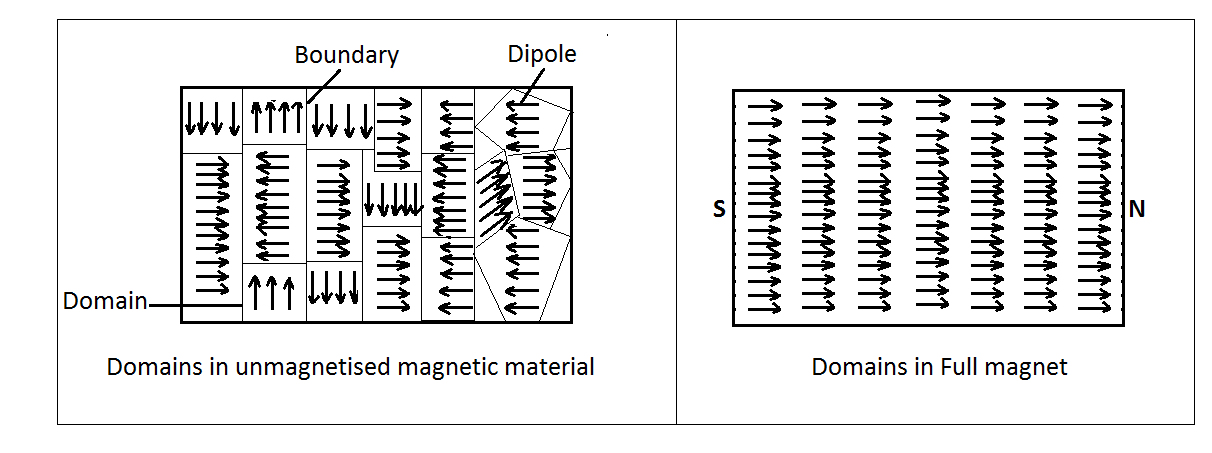 Boundary
Dipole
Domain
Domains in unmagnetised magnetic material
S
N
Domains in Full magnet